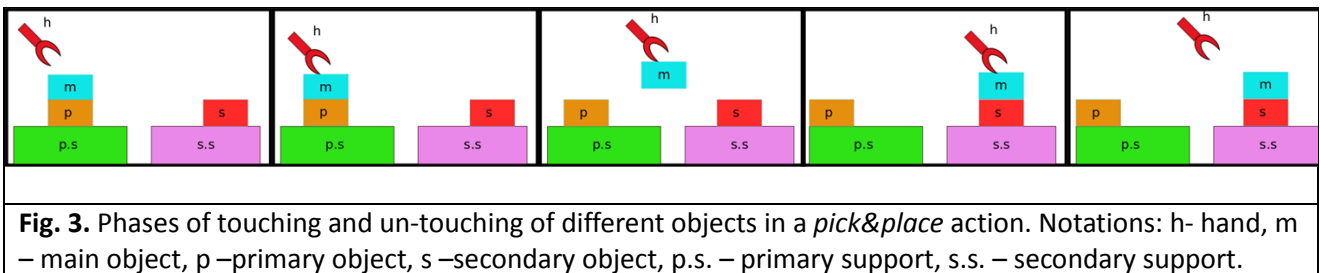 h h h h h
m m m m m
p s p s p s p s p s
p.s s.s p.s s.s p.s s.s p.s s.s p.s s.s
Fig. 3. Phases of touching and un-touching of different objects in a pick&place action. Notations: h- hand, m
– main object, p –primary object, s –secondary object, p.s. – primary support, s.s. – secondary support.